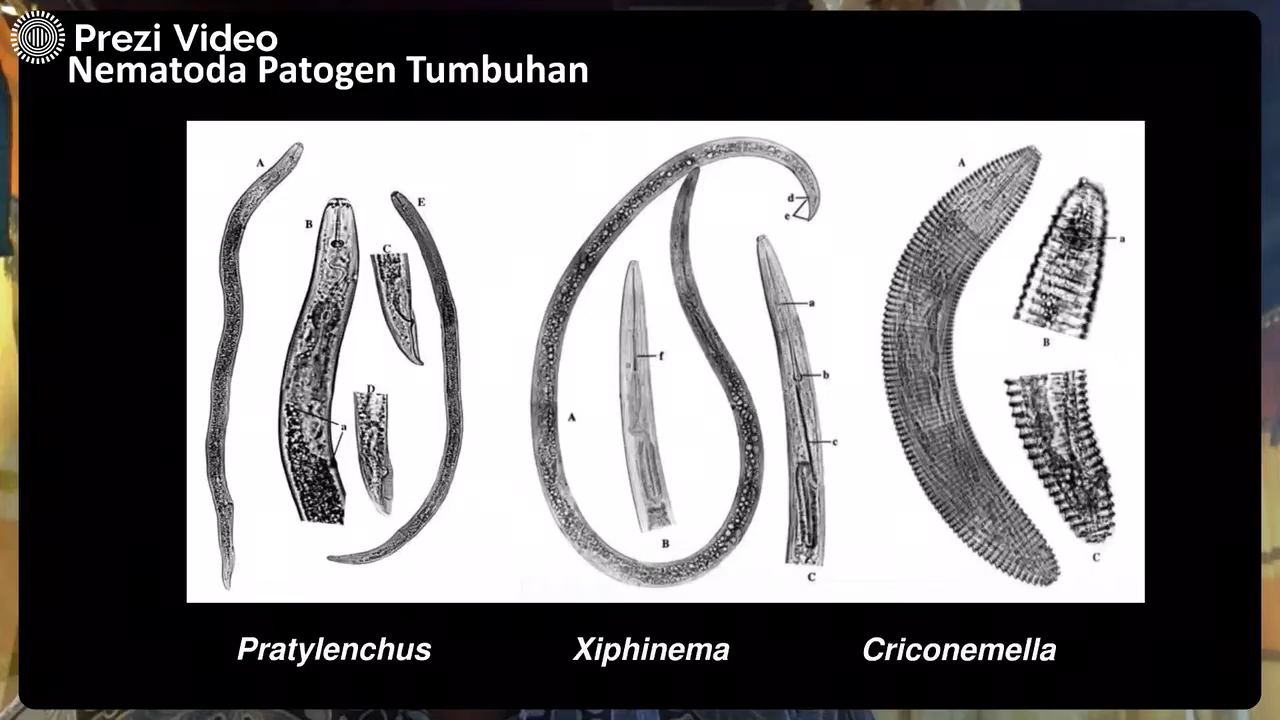 Prezi Video
Nematoda Patogen Tumbuhan
A
B
C
D
E
a
A
B
C
a
b
c
d
e
f
A
B
C
a
Pratylenchus
Xiphinema
Criconemella